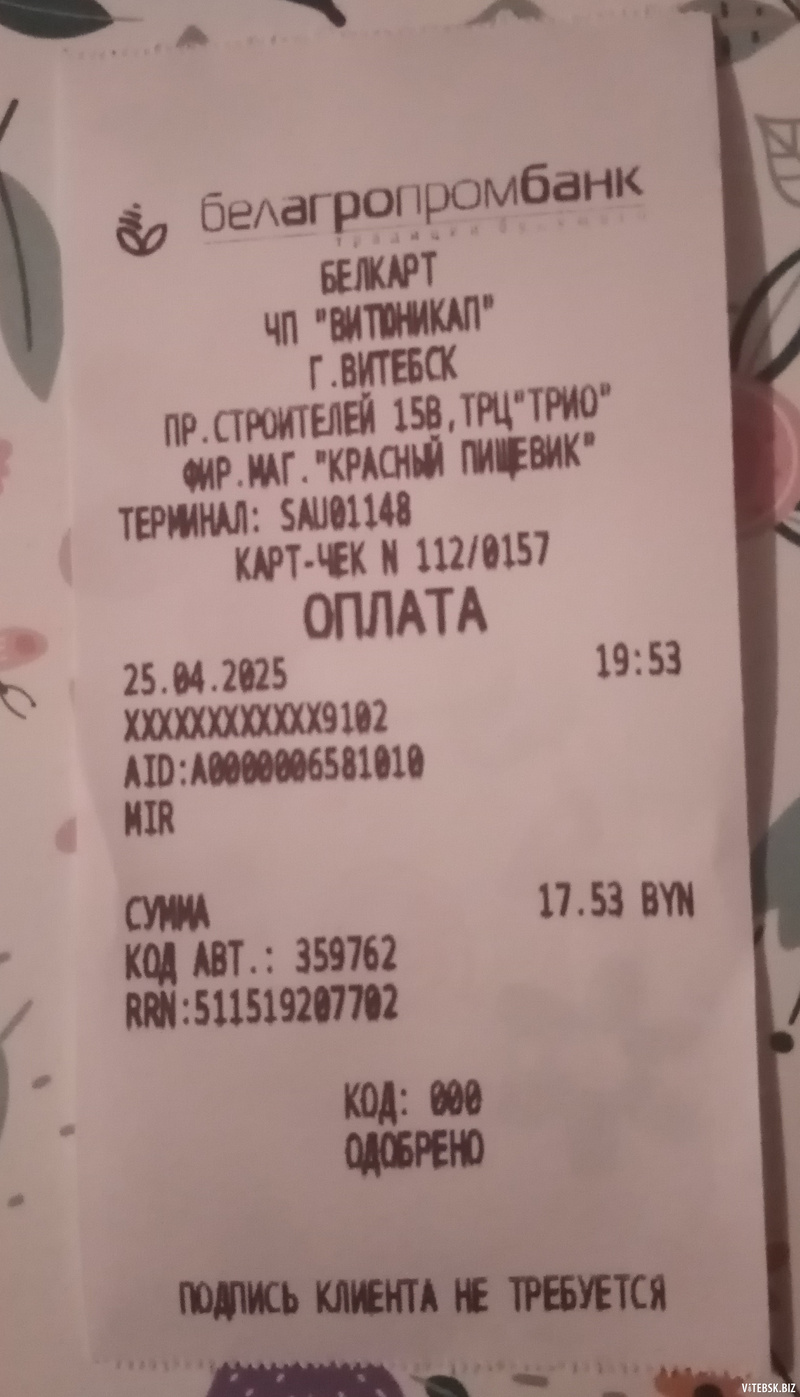 белагропромбанк
БЕЛКАРТ
ЧП "ВИТЮНИКАП"
Г.ВИТЕБСК
ПР.СТРОИТЕЛЕЙ 15В,ТРЦ"ТРИО"
ФИР.МАГ."КРАСНЫЙ ПИЩЕВИК"
ТЕРМИНАЛ: SAU01148
КАРТ-ЧЕК N 112/0157
ОПЛАТА
25.04.2025 19:53
XXXXXXXXXXXX9102
AID:A0000006581010
MIR
СУММА 17.53 BYN
КОД АВТ.: 359762
RRN:511519207702
КОД: 000
ОДОБРЕНО
ПОДПИСЬ КЛИЕНТА НЕ ТРЕБУЕТСЯ
ViTEBSK.BiZ